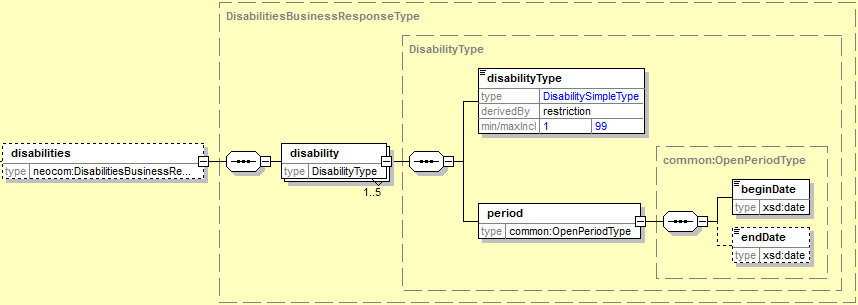 DisabilitiesBusinessResponseType
DisabilityType
disabilityType
type DisabilitySimpleType
derivedBy restriction
min/maxIncl 1 99
disabilities
type neocom:DisabilitiesBusinessRe...
disability
type DisabilityType
1..5
common:OpenPeriodType
beginDate
type xsd:date
period
type common:OpenPeriodType
endDate
type xsd:date